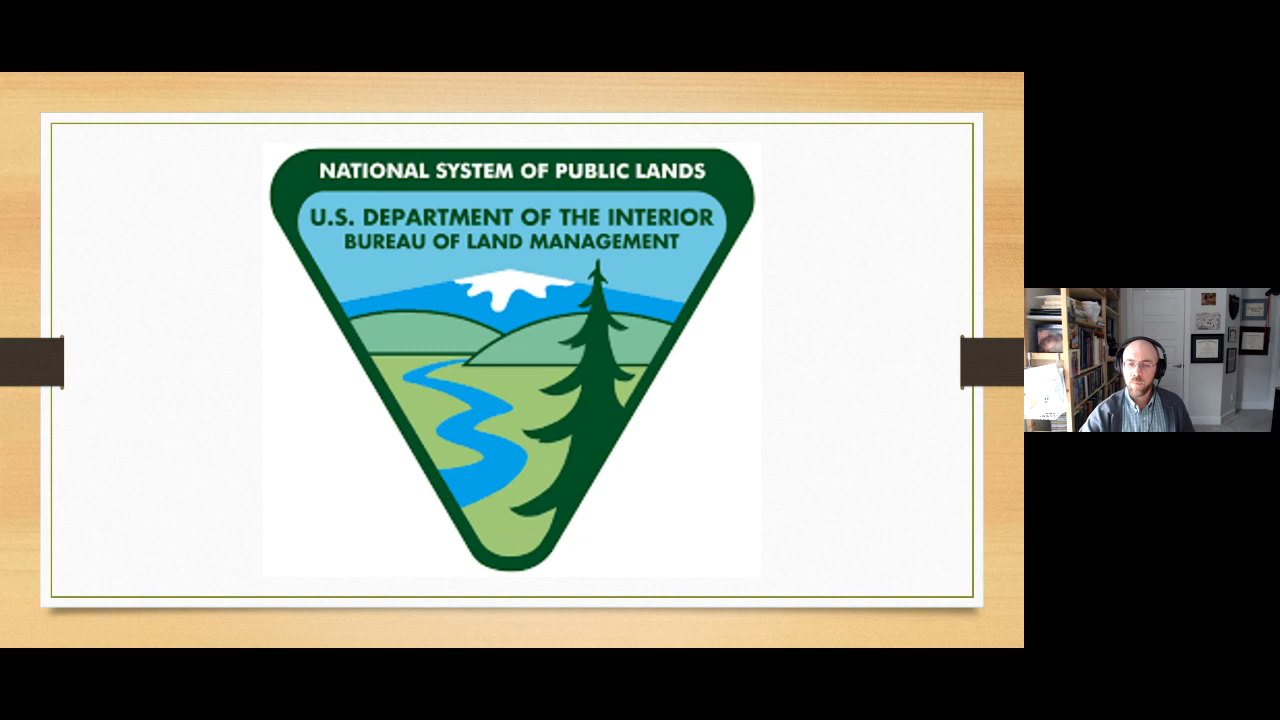 NATIONAL SYSTEM OF PUBLIC LANDS
U.S. DEPARTMENT OF THE INTERIOR
BUREAU OF LAND MANAGEMENT